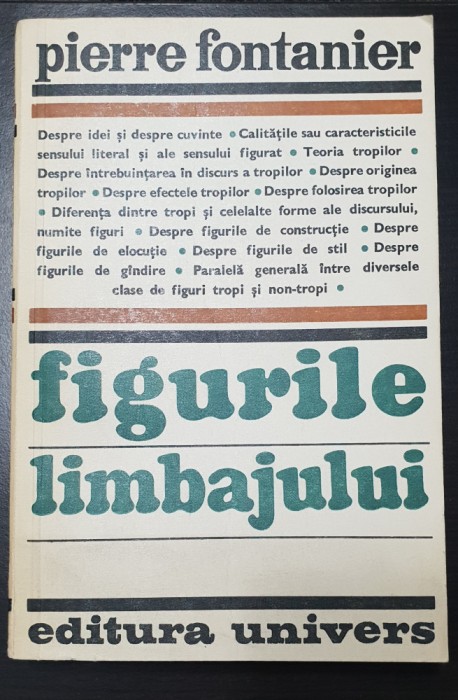 pierre fontanier
Despre idei și despre cuvinte • Calitățile sau caracteristicile
sensului literal și ale sensului figurat • Teoria tropilor •
Despre întrebuințarea în discurs a tropilor • Despre originea
tropilor • Despre efectele tropilor • Despre folosirea tropilor
• Diferența dintre tropi și celelalte forme ale discursului,
numite figuri • Despre figurile de construcție • Despre
figurile de elocuție • Despre figurile de stil • Despre
figurile de gîndire • Paralelă generală între diversele
clase de figuri tropi și non-tropi •
figurile
limbajului
editura univers